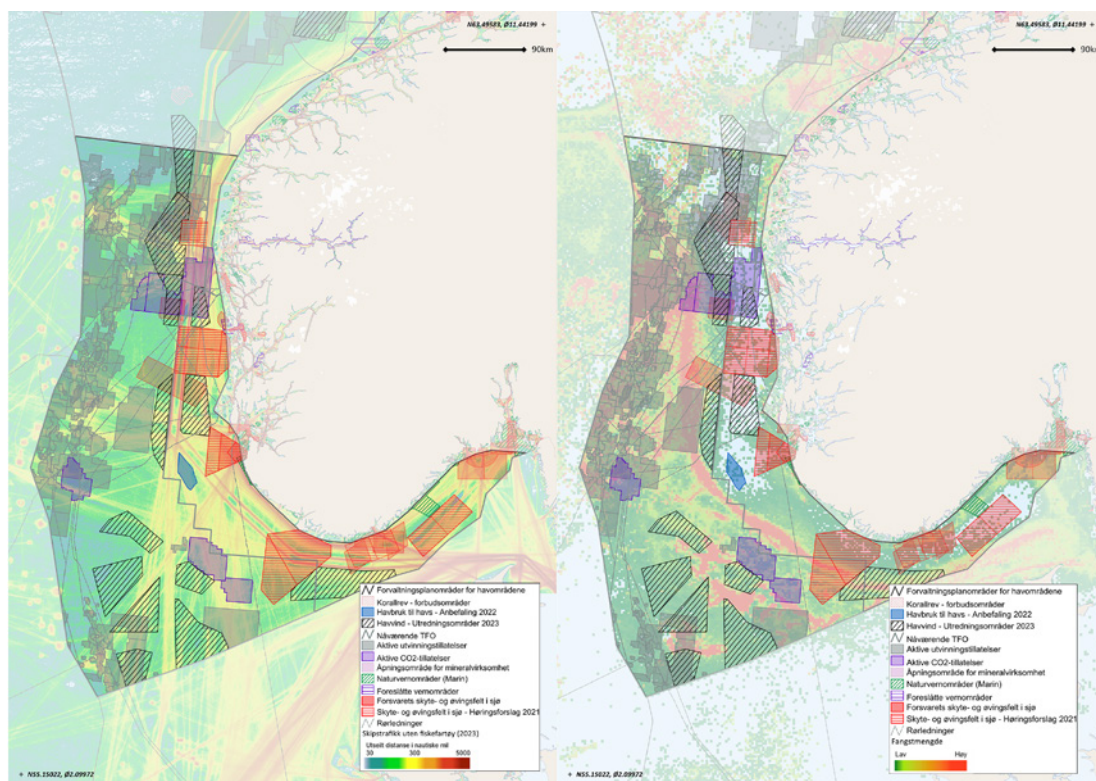 N63.49583, Ø11.44199 +
90km
Forvaltningsplanområder for havområdene
Korallrev - forbudsområder
Havbruk til havs - Anbefaling 2022
Havvind - Utredningsområder 2023
Nåværende TFO
Aktive utvinningstillatelser
Aktive CO2-tillatelser
Åpningsområde for mineralvirksomhet
Naturvernområder (Marin)
Foreslåtte vernområder
Forsvarets skyte- og øvingsfelt i sjø
Skyte- og øvingsfelt i sjø - Høringsforslag 2021
Rørledninger
Skipstrafikk uten fiskefartøy (2023)
Utseilt distanse i nautiske mil
30 300 5000
+ N55.15022, Ø2.09972
N63.49583, Ø11.44199 +
90km
Forvaltningsplanområder for havområdene
Korallrev - forbudsområder
Havbruk til havs - Anbefaling 2022
Havvind - Utredningsområder 2023
Nåværende TFO
Aktive utvinningstillatelser
Aktive CO2-tillatelser
Åpningsområde for mineralvirksomhet
Naturvernområder (Marin)
Foreslåtte vernområder
Forsvarets skyte- og øvingsfelt i sjø
Skyte- og øvingsfelt i sjø - Høringsforslag 2021
Rørledninger
Fangstmengde
Lav Høy
+ N55.15022, Ø2.09972